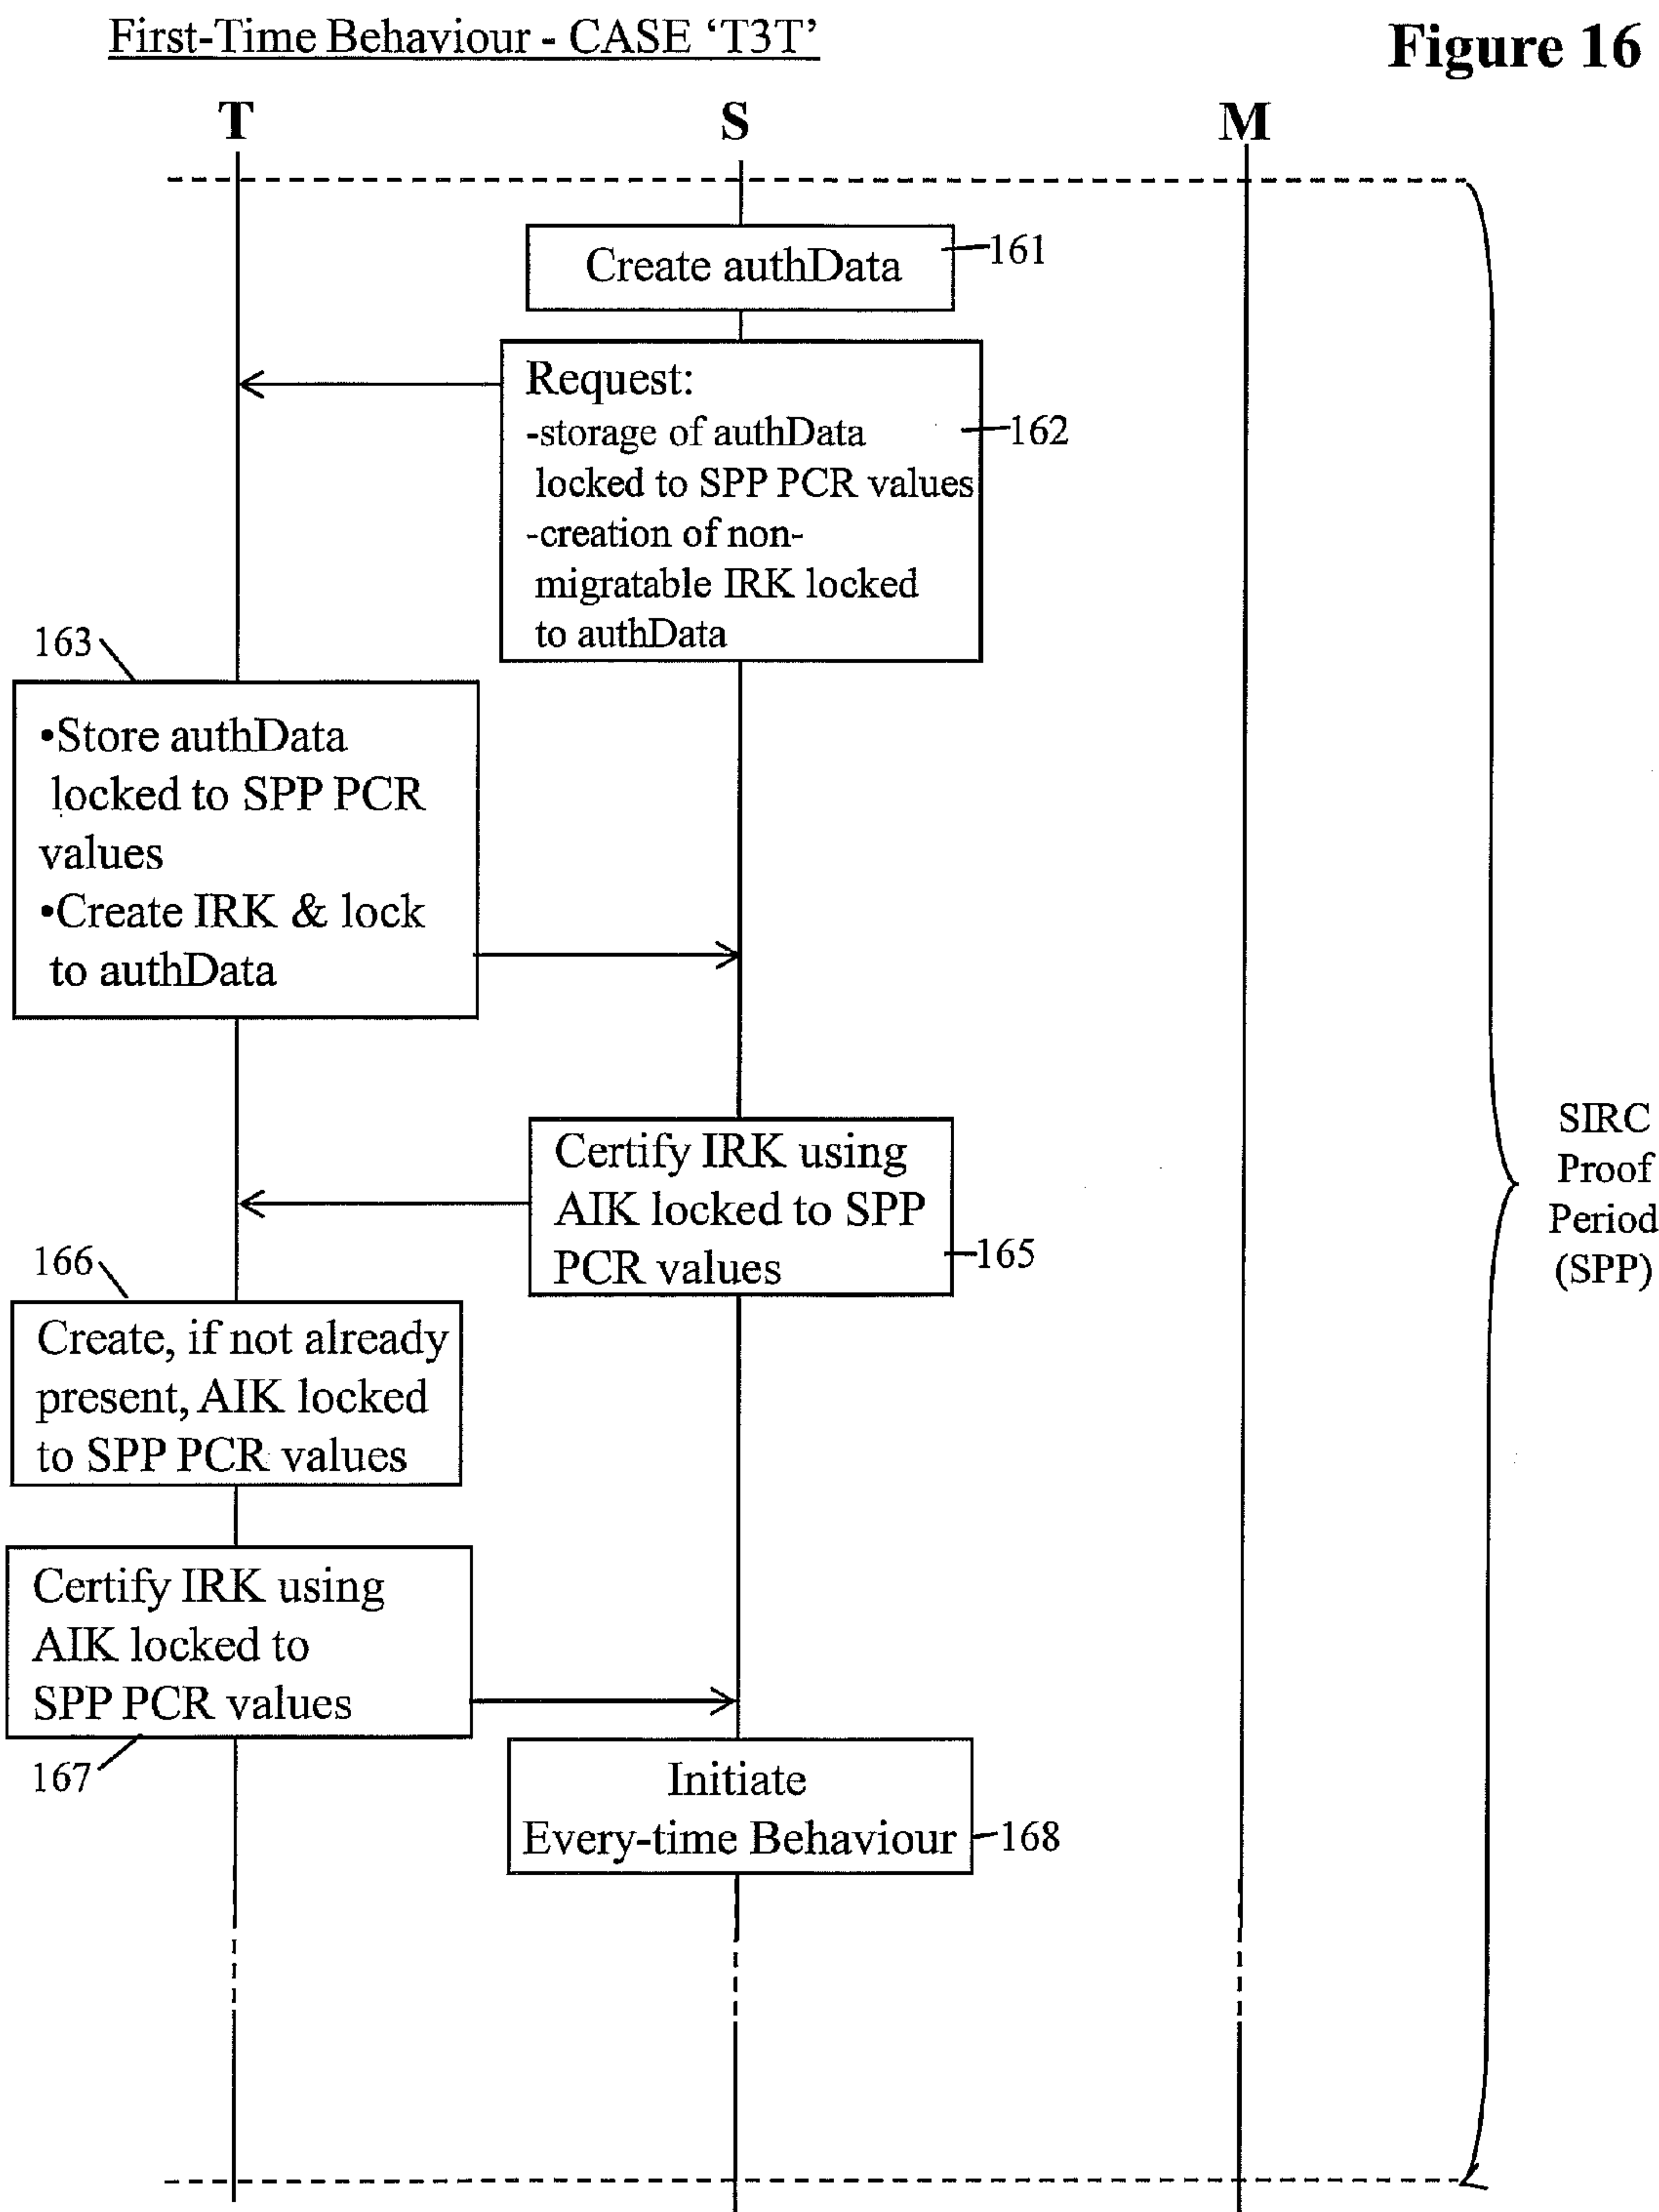 First-Time Behaviour - CASE ‘T3T’
Figure 16
T
S
M
Create authData
161
Request:
-storage of authData
locked to SPP PCR values
-creation of non-
migratable IRK locked
to authData
162
163
•Store authData
locked to SPP PCR
values
•Create IRK & lock
to authData
Certify IRK using
AIK locked to SPP
PCR values
165
SIRC
Proof
Period
(SPP)
166
Create, if not already
present, AIK locked
to SPP PCR values
Certify IRK using
AIK locked to
SPP PCR values
167
Initiate
Every-time Behaviour
168